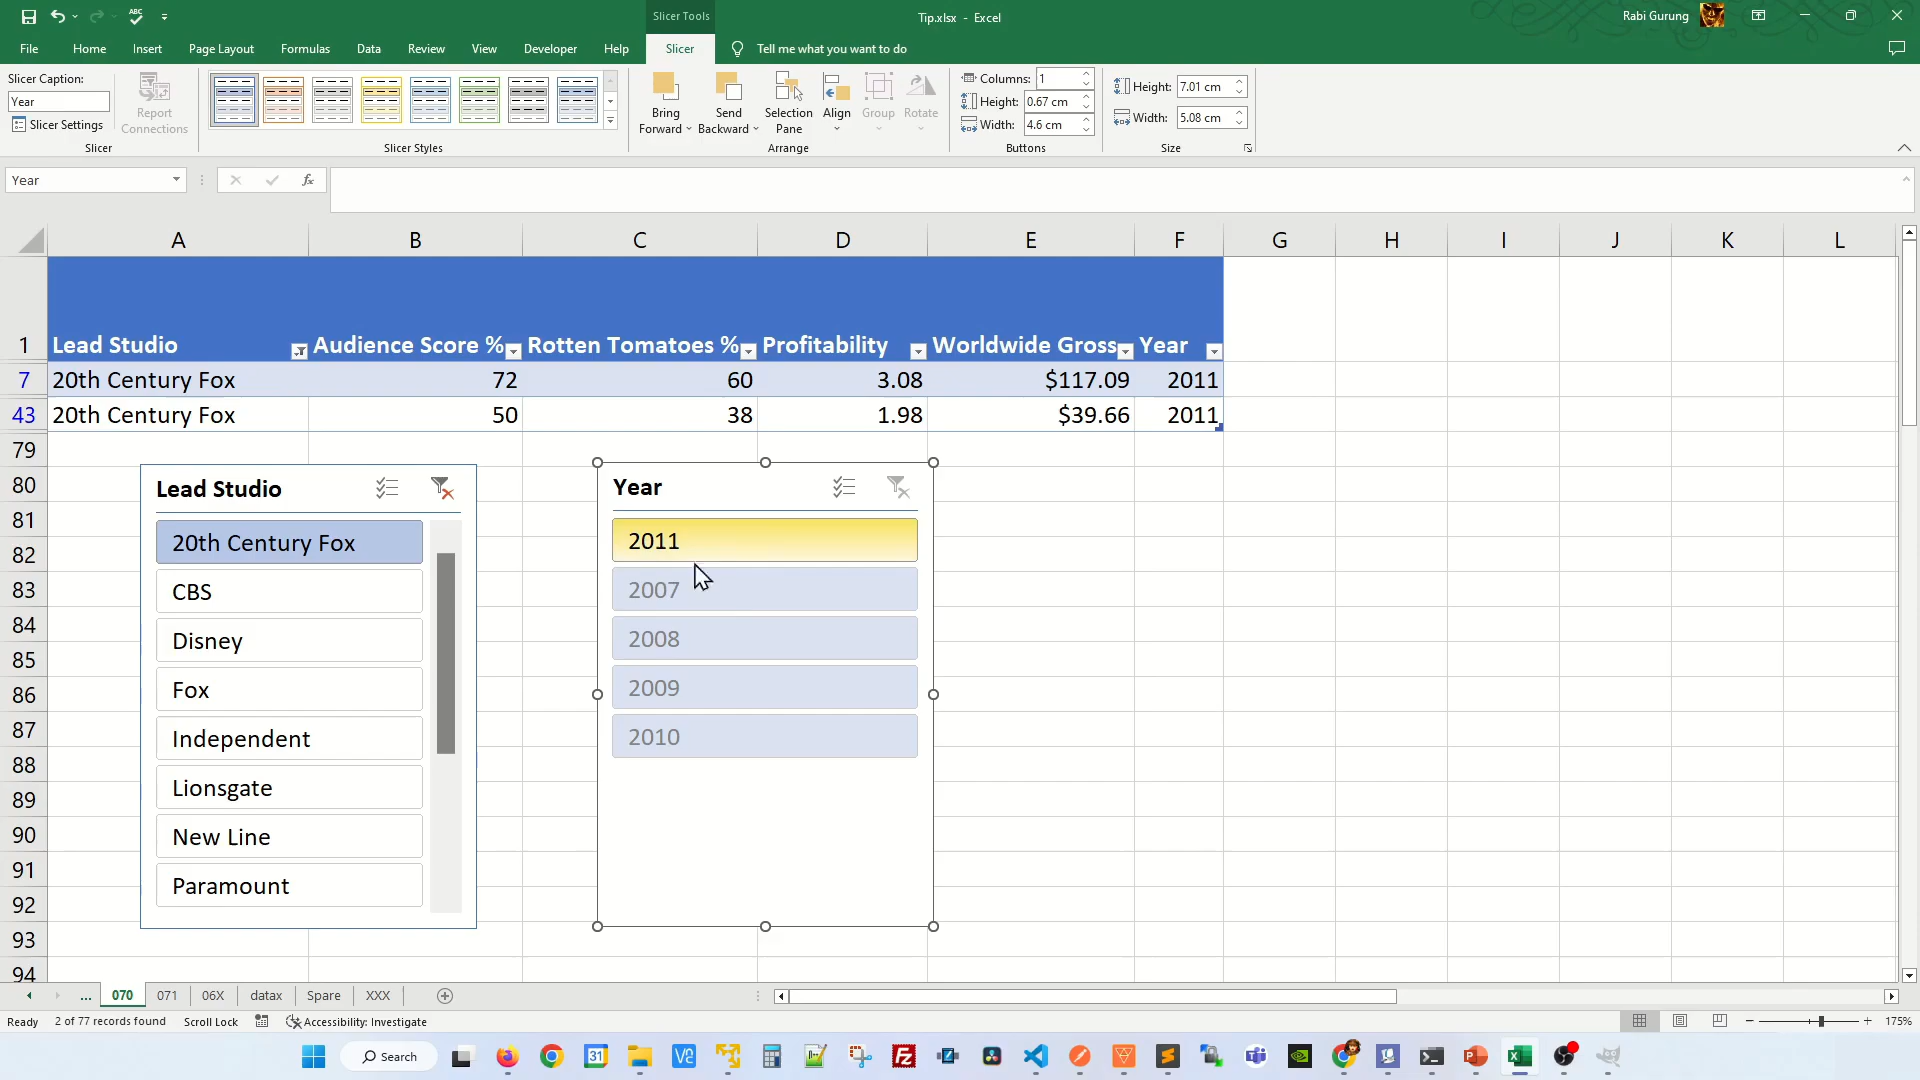 Slicer Tools
Tip.xlsx - Excel
Rabi Gurung
File Home Insert Page Layout Formulas Data Review View Developer Help Slicer Tell me what you want to do
Slicer Caption:
Year
Slicer Settings
Report Connections
Slicer
Slicer Styles
Bring Forward
Send Backward
Selection Pane
Align
Group
Rotate
Arrange
Columns: 1
Height: 0.67 cm
Width: 4.6 cm
Buttons
Height: 7.01 cm
Width: 5.08 cm
Size
Year
fx
A B C D E F G H I J K L
1 Lead Studio Audience Score % Rotten Tomatoes % Profitability Worldwide Gross Year
7 20th Century Fox 72 60 3.08 $117.09 2011
43 20th Century Fox 50 38 1.98 $39.66 2011
79
80
81
82
83
84
85
86
87
88
89
90
91
92
93
94
Lead Studio
20th Century Fox
CBS
Disney
Fox
Independent
Lionsgate
New Line
Paramount
Year
2011
2007
2008
2009
2010
... 070 071 06X datax Spare XXX
Ready 2 of 77 records found Scroll Lock Accessibility: Investigate 175%
Search
31